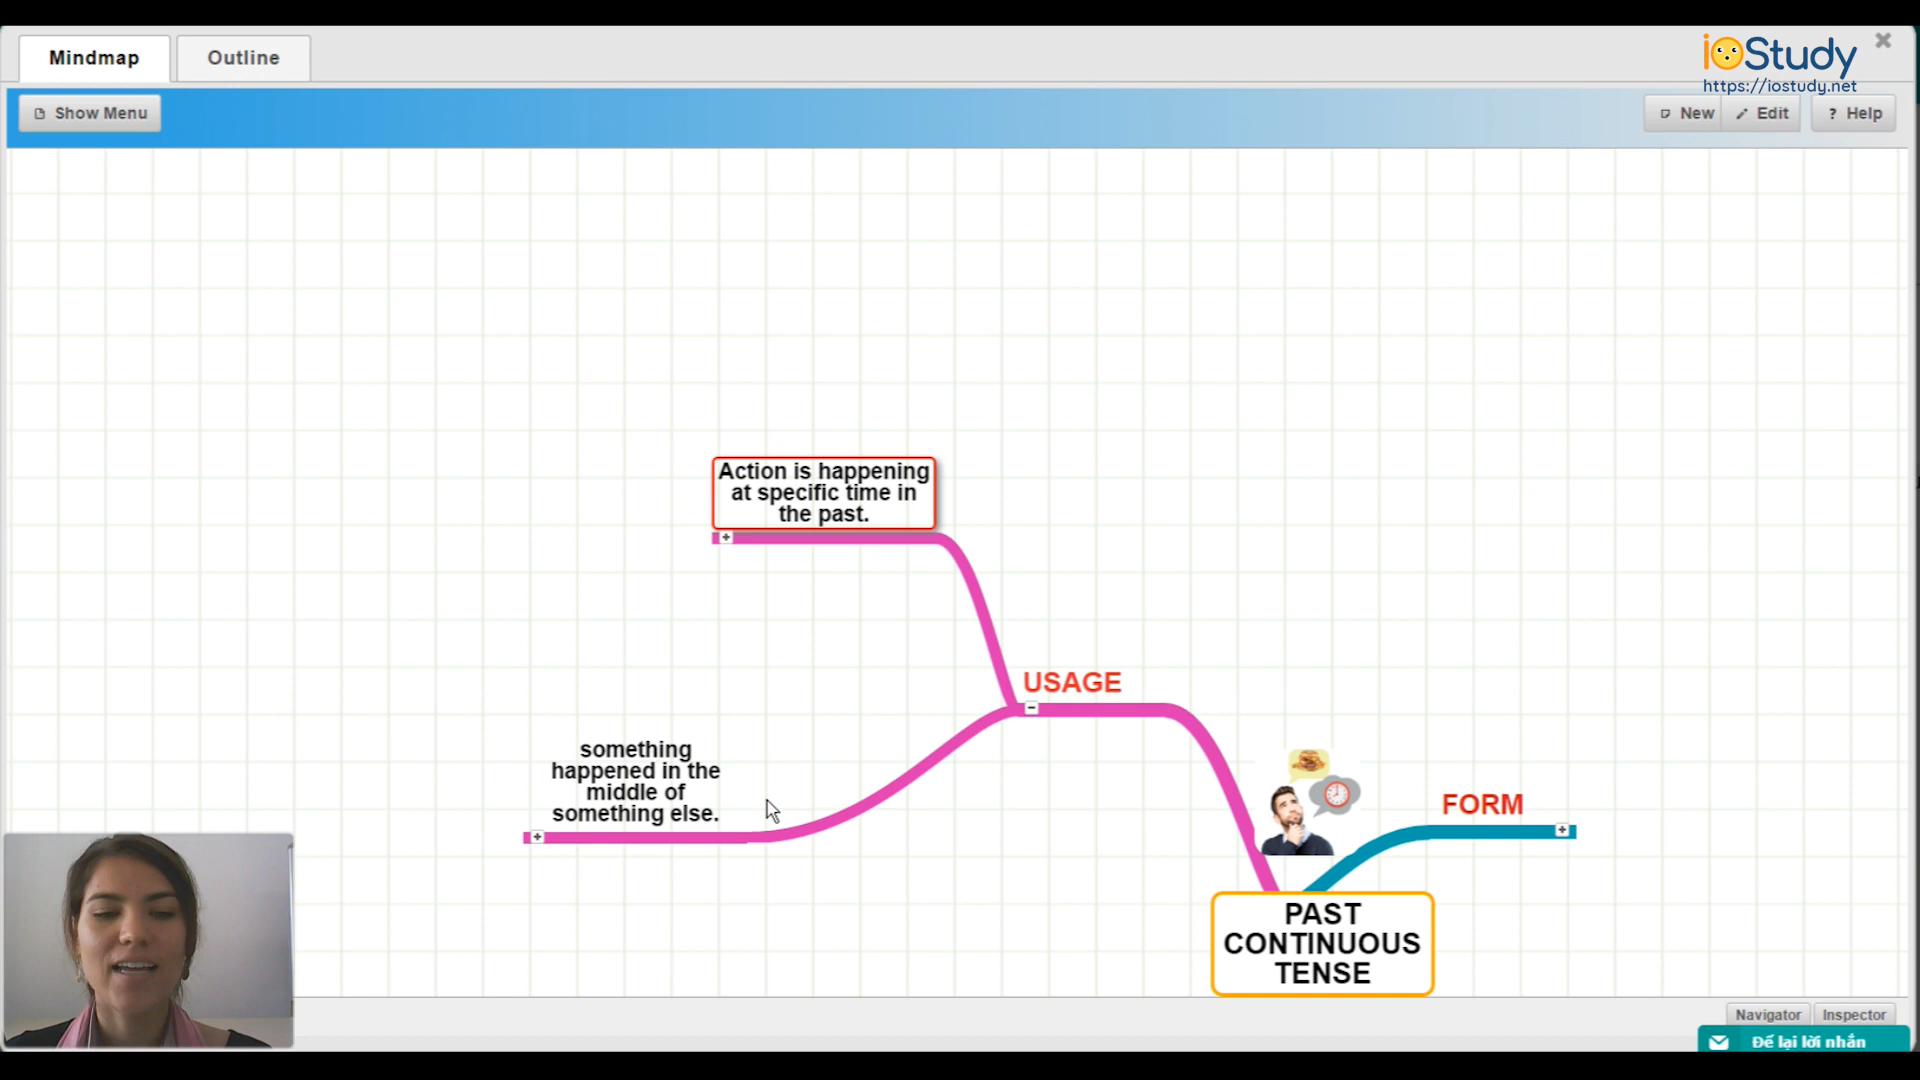 Mindmap
Outline
ioStudy
https://iostudy.net
Show Menu
New
Edit
? Help
Action is happening
at specific time in
the past.
USAGE
something
happened in the
middle of
something else.
FORM
PAST
CONTINUOUS
TENSE
Navigator
Inspector
Để lại lời nhắn